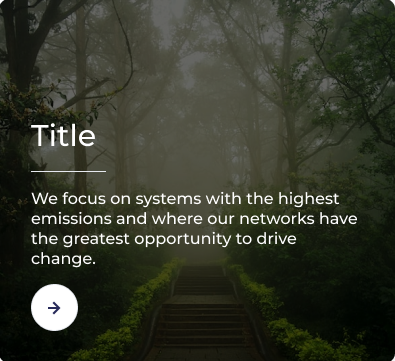 Title
We focus on systems with the highest
emissions and where our networks have
the greatest opportunity to drive
change.